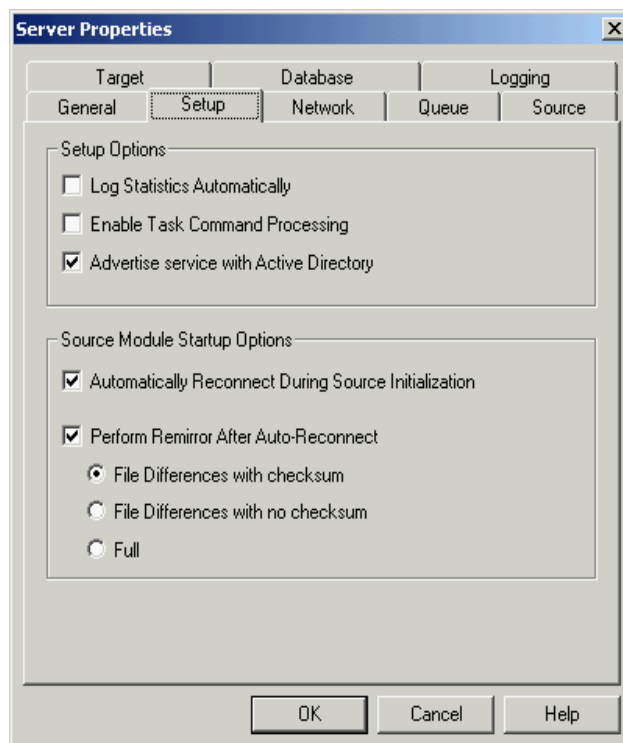 Server Properties
Target Database Logging
General Setup Network Queue Source
Setup Options
Log Statistics Automatically
Enable Task Command Processing
Advertise service with Active Directory
Source Module Startup Options
Automatically Reconnect During Source Initialization
Perform Remirror After Auto-Reconnect
File Differences with checksum
File Differences with no checksum
Full
OK Cancel Help